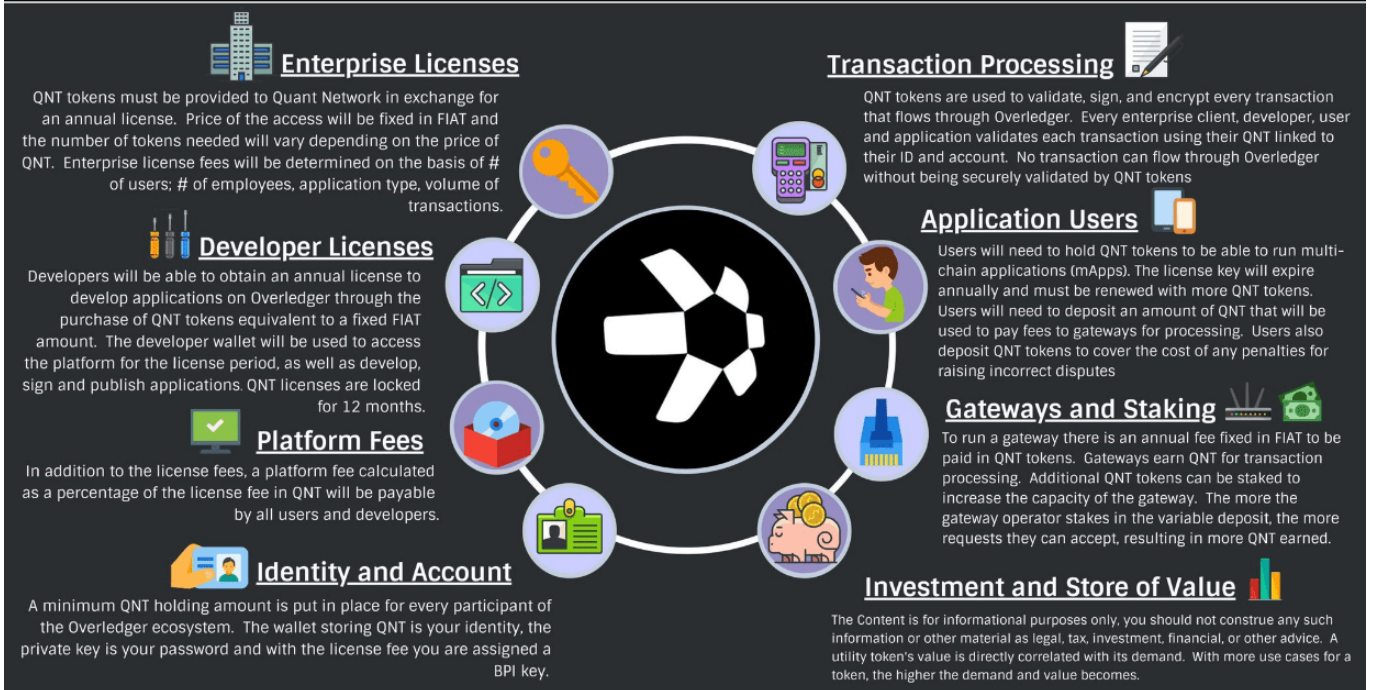 Enterprise Licenses
QNT tokens must be provided to Quant Network in exchange for
an annual license. Price of the access will be fixed in FIAT and
the number of tokens needed will vary depending on the price of
QNT. Enterprise license fees will be determined on the basis of #
of users; # of employees, application type, volume of
transactions.
Developer Licenses
Developers will be able to obtain an annual license to
develop applications on Overledger through the
purchase of QNT tokens equivalent to a fixed FIAT
amount. The developer wallet will be used to access
the platform for the license period, as well as develop,
sign and publish applications. QNT licenses are locked
for 12 months.
Platform Fees
In addition to the license fees, a platform fee calculated
as a percentage of the license fee in QNT will be payable
by all users and developers.
Identity and Account
A minimum QNT holding amount is put in place for every participant of
the Overledger ecosystem. The wallet storing QNT is your identity, the
private key is your password and with the license fee you are assigned a
BPI key.
Transaction Processing
QNT tokens are used to validate, sign, and encrypt every transaction
that flows through Overledger. Every enterprise client, developer, user
and application validates each transaction using their QNT linked to
their ID and account. No transaction can flow through Overledger
without being securely validated by QNT tokens
Application Users
Users will need to hold QNT tokens to be able to run multi-
chain applications (mApps). The license key will expire
annually and must be renewed with more QNT tokens.
Users will need to deposit an amount of QNT that will be
used to pay fees to gateways for processing. Users also
deposit QNT tokens to cover the cost of any penalties for
raising incorrect disputes
Gateways and Staking
To run a gateway there is an annual fee fixed in FIAT to be
paid in QNT tokens. Gateways earn QNT for transaction
processing. Additional QNT tokens can be staked to
increase the capacity of the gateway. The more the
gateway operator stakes in the variable deposit, the more
requests they can accept, resulting in more QNT earned.
Investment and Store of Value
The Content is for informational purposes only, you should not construe any such
information or other material as legal, tax, investment, financial, or other advice. A
utility token's value is directly correlated with its demand. With more use cases for a
token, the higher the demand and value becomes.